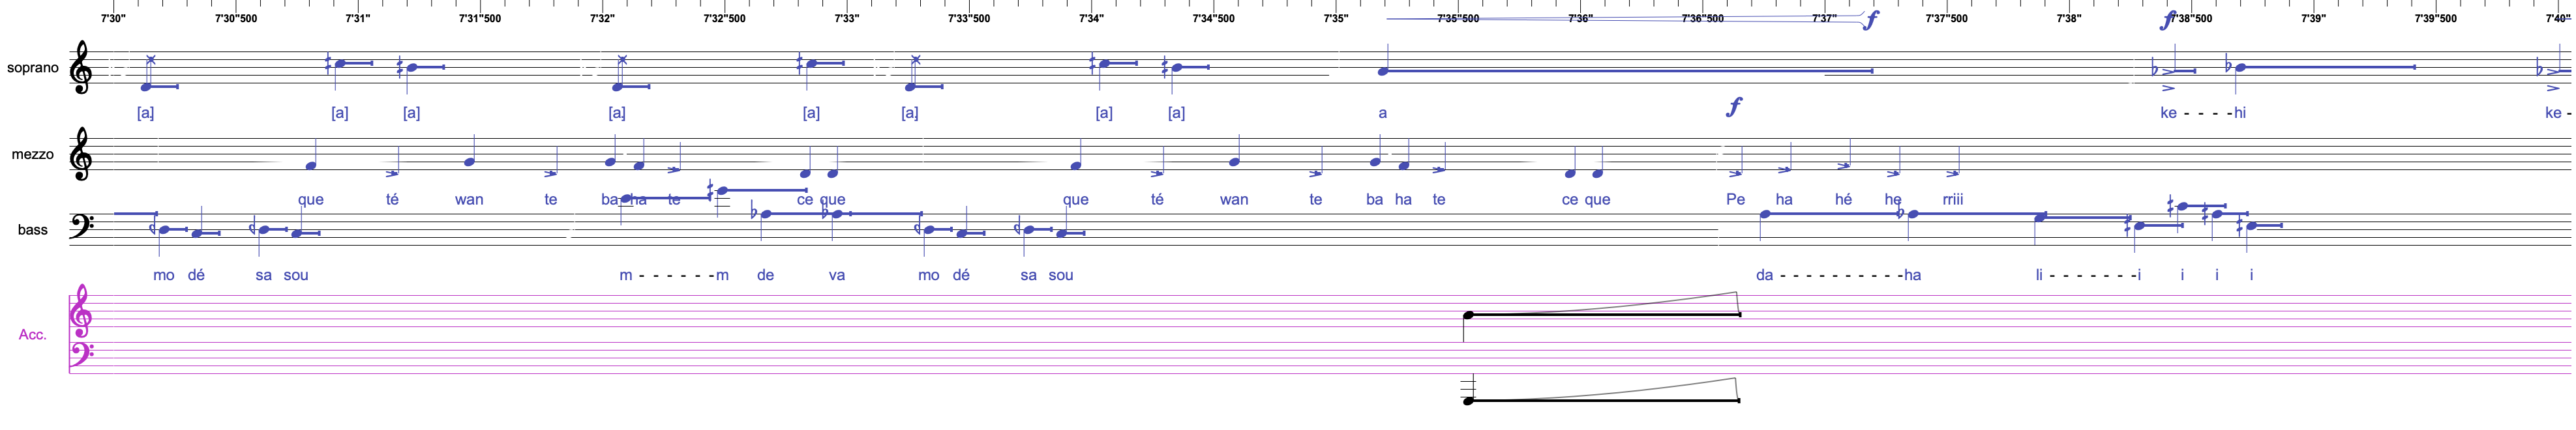 7'30" 7'30"500 7'31" 7'31"500 7'32" 7'32"500 7'33" 7'33"500 7'34" 7'34"500 7'35" 7'35"500 7'36" 7'36"500 7'37" 7'37"500 7'38" 7'38"500 7'39" 7'39"500 7'40"
f f
soprano
[a] [a] [a] [a] [a] [a] [a] [a] a ke - - - - hi ke -
f
mezzo
que té wan te ba ha te ce que que té wan te ba ha te ce que Pe ha hé he rriii
bass
mo dé sa sou m - - - - - - m de va mo dé sa sou da - - - - - - - - - - ha li - - - - - - - i i i i
Acc.